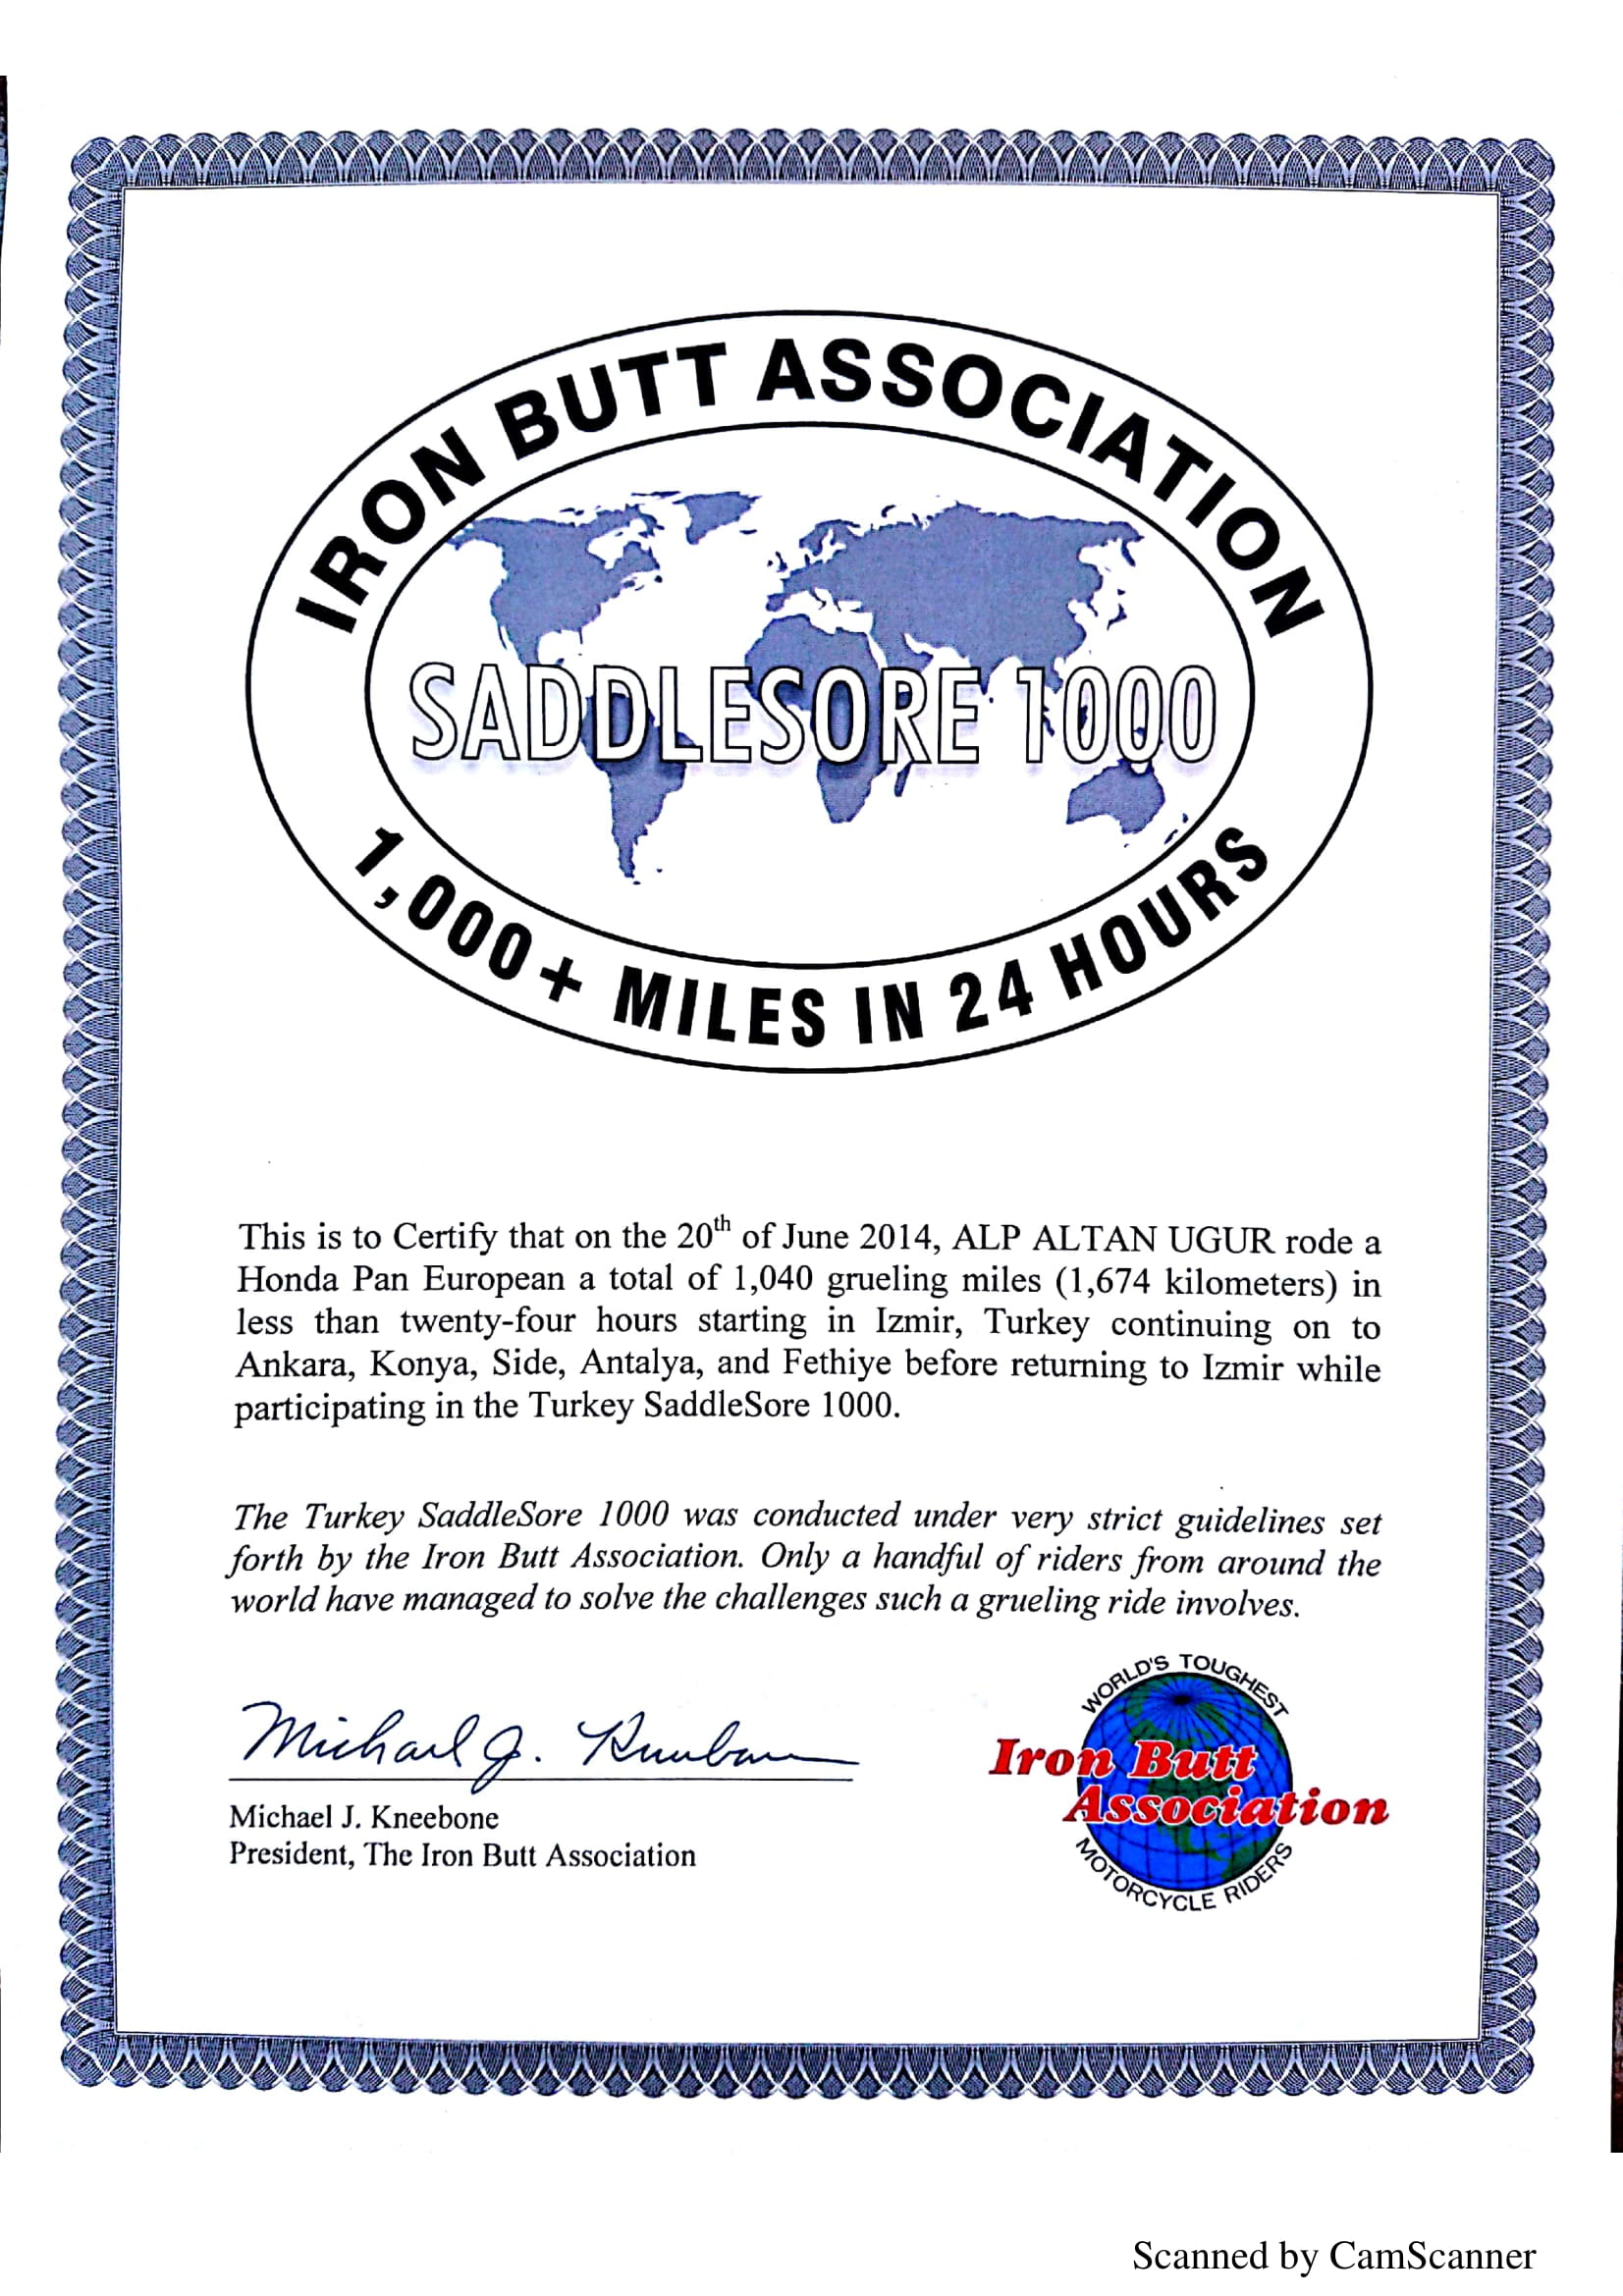 IRON BUTT ASSOCIATION
SADDLESORE 1000
1,000+ MILES IN 24 HOURS
This is to Certify that on the 20th of June 2014, ALP ALTAN UGUR rode a
Honda Pan European a total of 1,040 grueling miles (1,674 kilometers) in
less than twenty-four hours starting in Izmir, Turkey continuing on to
Ankara, Konya, Side, Antalya, and Fethiye before returning to Izmir while
participating in the Turkey SaddleSore 1000.
The Turkey SaddleSore 1000 was conducted under very strict guidelines set
forth by the Iron Butt Association. Only a handful of riders from around the
world have managed to solve the challenges such a grueling ride involves.
Michael J. Kneebone
Michael J. Kneebone
President, The Iron Butt Association
WORLD'S TOUGHEST
Iron Butt
Association
MOTORCYCLE RIDERS
Scanned by CamScanner